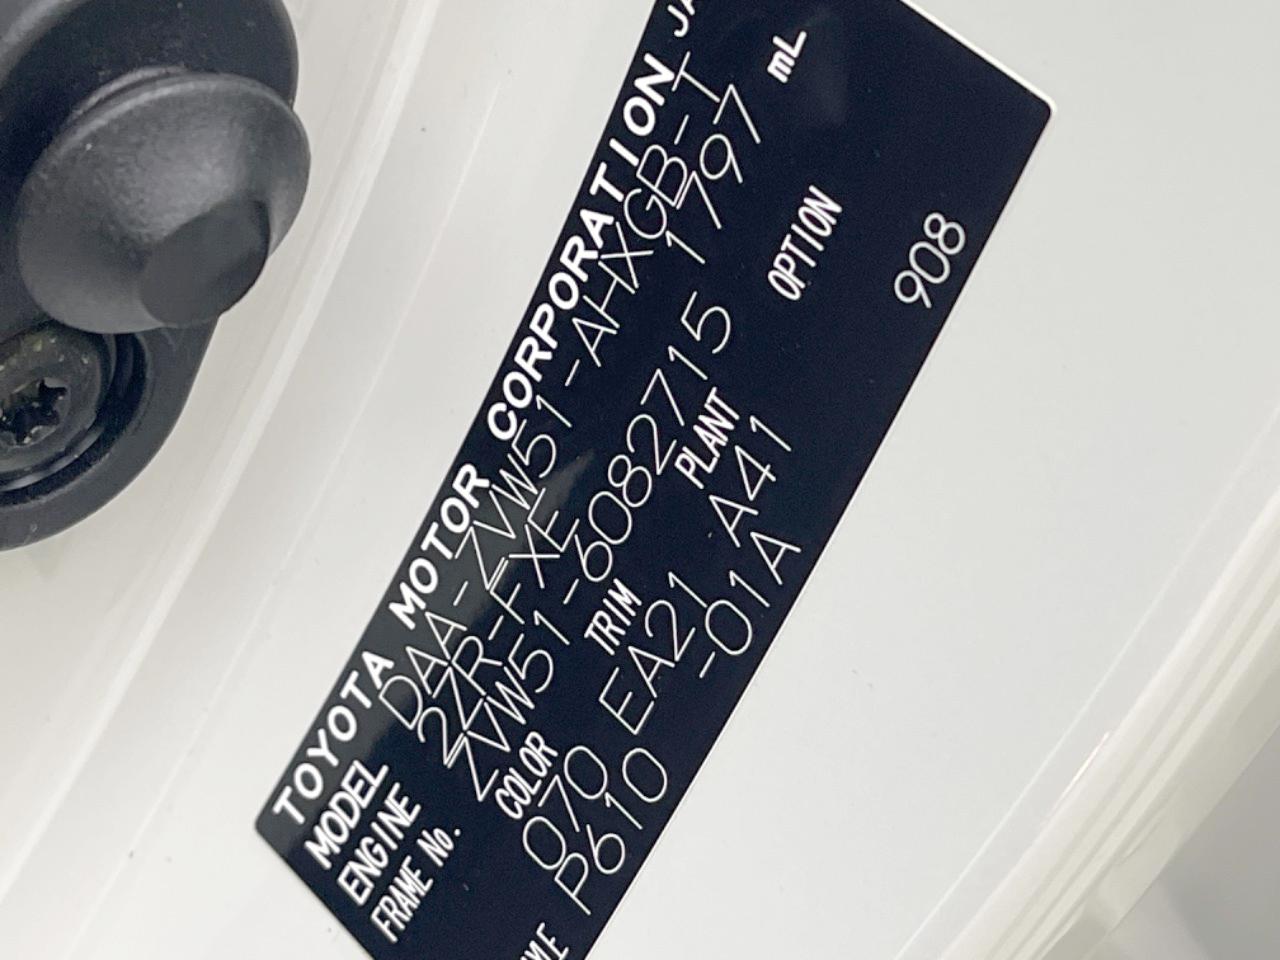 TOYOTA MOTOR CORPORATION
MODEL DAA-ZVW51-AHXGB-T
ENGINE 2ZR-FXE 1797 mL
FRAME No. ZVW51-6082715
COLOR TRIM PLANT OPTION
070 EA21 A41 908
P610 -01A